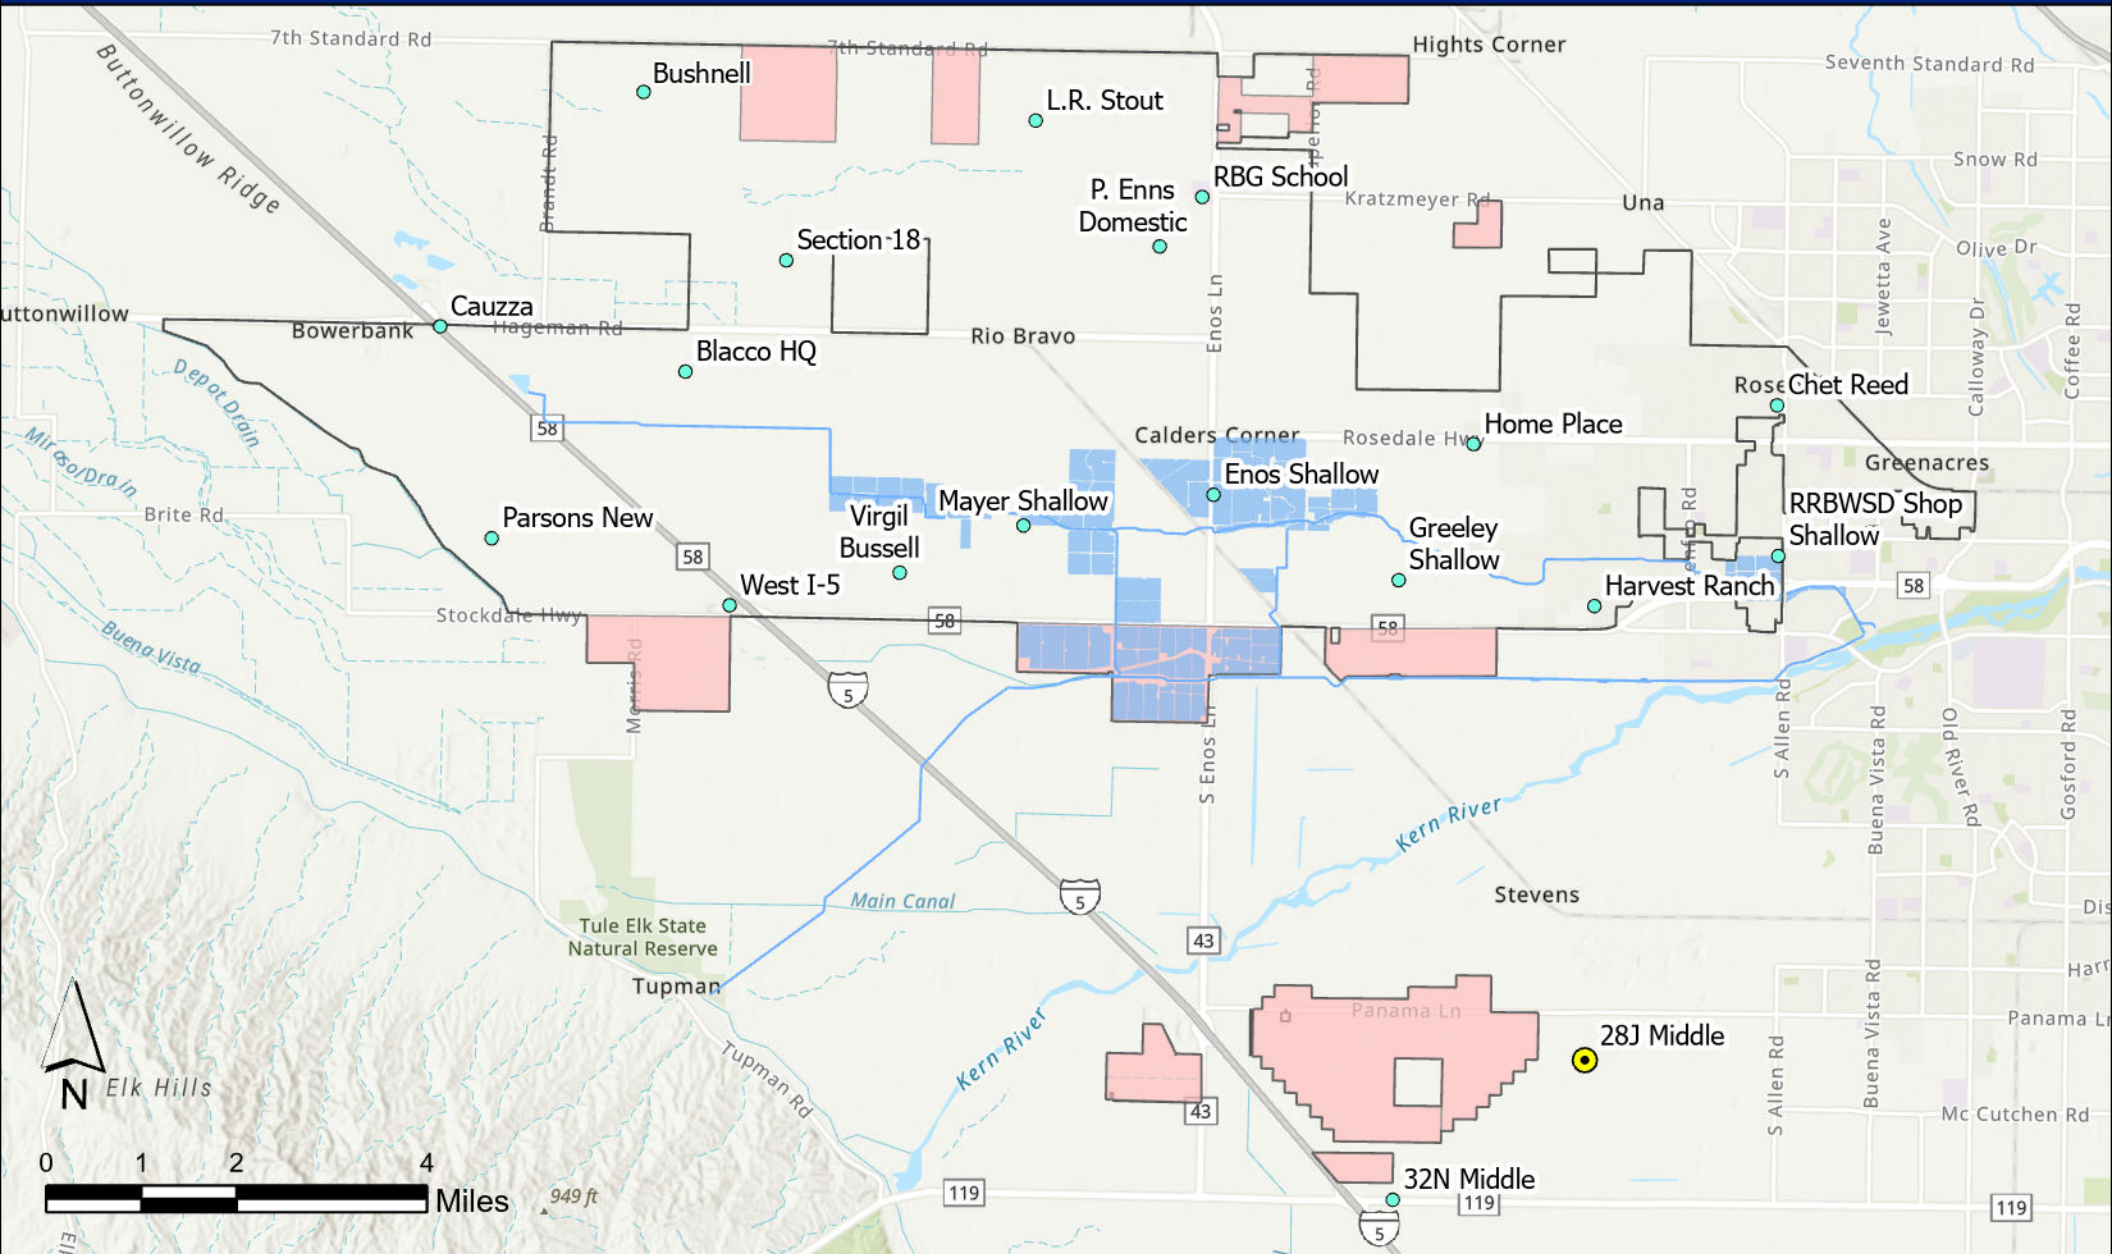 7th Standard Rd
7th Standard Rd
Hights Corner
Seventh Standard Rd
Buttonwillow Ridge
Bushnell
L.R. Stout
Snow Rd
Brandt Rd
P. Enns
Domestic
RBG School
Kratzmeyer Rd
Una
Section 18
Olive Dr
Jewetta Ave
Calloway Dr
Coffee Rd
Enos Ln
uttonwillow
Bowerbank
Cauzza
Hageman Rd
Rio Bravo
Blacco HQ
Depot Drain
Rose
Chet Reed
58
Calders Corner
Rosedale Hwy
Home Place
Greenacres
Enos Shallow
Mayer Shallow
Brite Rd
Parsons New
Virgil
Bussell
Greeley
Shallow
RRBWSD Shop
Shallow
58
West I-5
Harvest Ranch
58
Stockdale Hwy
58
58
Buena Vista
Morris Rd
5
S Enos Ln
S Allen Rd
Buena Vista Rd
Old River Rd
Gosford Rd
Kern River
Main Canal
5
Stevens
Dis
Tule Elk State
Natural Reserve
43
Harr
Tupman
Panama Ln
Panama Ln
Kern River
28J Middle
Tupman Rd
S Allen Rd
Buena Vista Rd
N
Elk Hills
43
Mc Cutchen Rd
0 1 2 4
Miles
949 ft
119
32N Middle
119
119
5